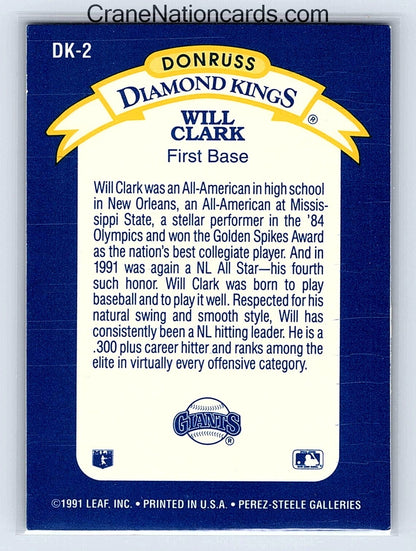 CraneNationcards.com
DK-2
DONRUSS
DIAMOND KINGS®
WILL
CLARK
First Base
Will Clark was an All-American in high school
in New Orleans, an All-American at Missis-
sippi State, a stellar performer in the '84
Olympics and won the Golden Spikes Award
as the nation's best collegiate player. And in
1991 was again a NL All Star—his fourth
such honor. Will Clark was born to play
baseball and to play it well. Respected for his
natural swing and smooth style, Will has
consistently been a NL hitting leader. He is a
.300 plus career hitter and ranks among the
elite in virtually every offensive category.
GIANTS®
©1991 LEAF, INC. • PRINTED IN U.S.A. • PEREZ-STEELE GALLERIES